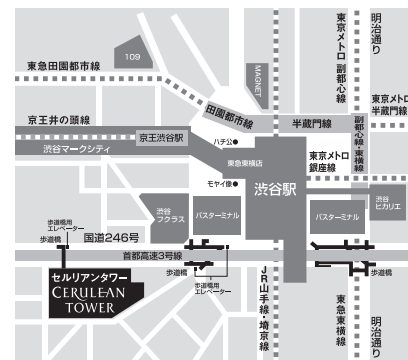 東急田園都市線
109
MAGNET
東京メトロ 副都心線
明治通り
田園都市線
半蔵門線
東京メトロ
半蔵門線
京王井の頭線
京王渋谷駅
ハチ公
副都心線・東横線
渋谷マークシティ
東急東横店
東京メトロ
銀座線
モヤイ像
渋谷駅
渋谷
フクラス
バスターミナル
バスターミナル
渋谷
ヒカリエ
歩道橋用
エレベーター
歩道橋
国道246号
首都高速3号線
セルリアンタワー
CERULEAN
TOWER
歩道橋
歩道橋用
エレベーター
歩道橋
JR山手線・埼京線
東急東横線
明治通り